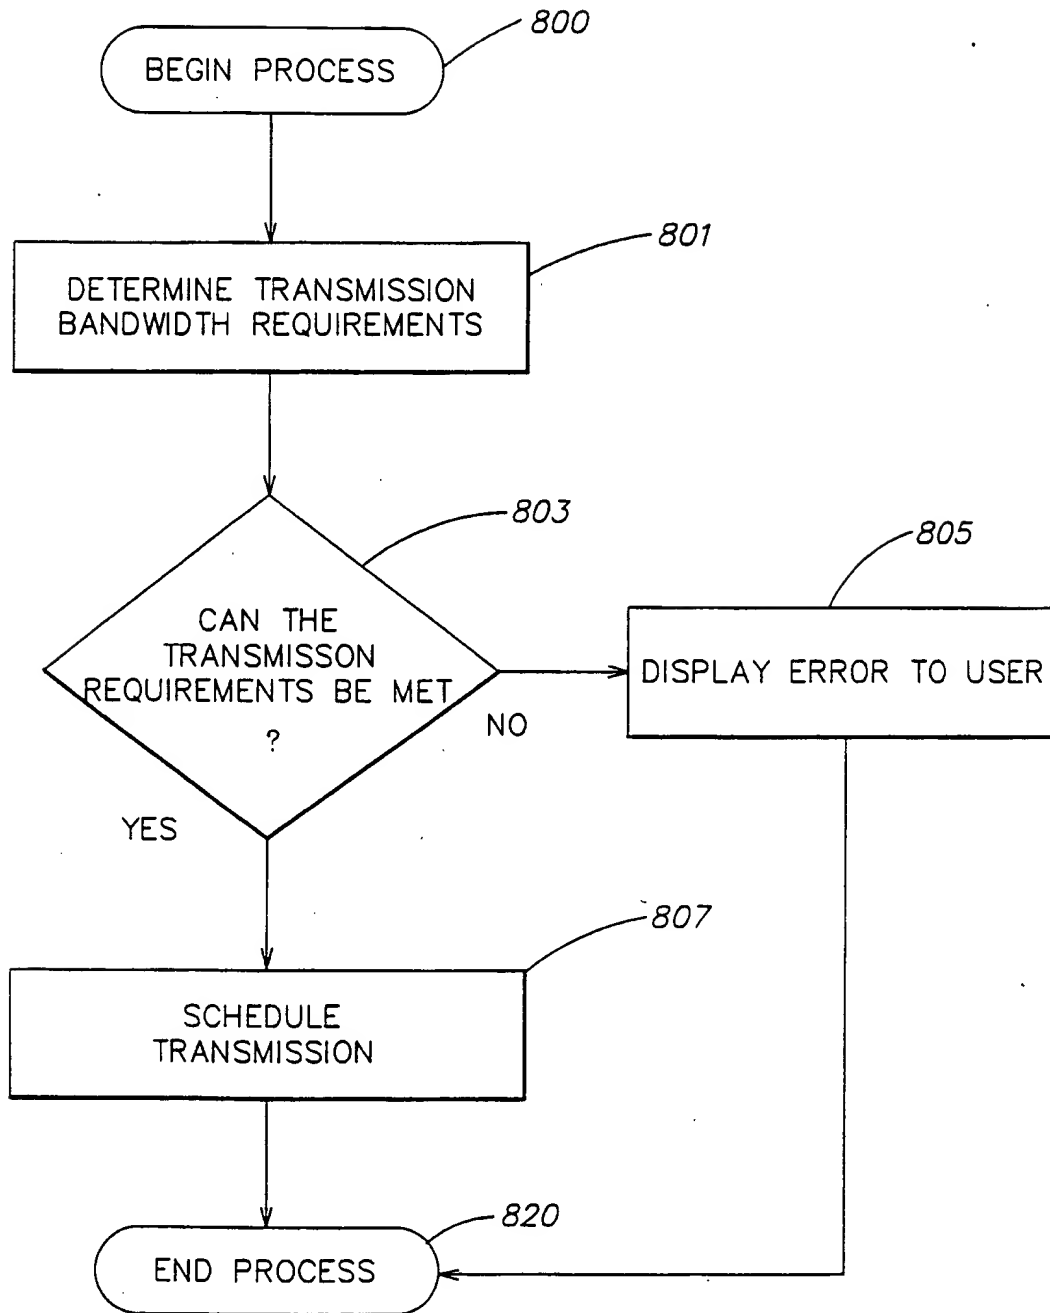 800
BEGIN PROCESS
801
DETERMINE TRANSMISSION
BANDWIDTH REQUIREMENTS
803
CAN THE
TRANSMISSON
REQUIREMENTS BE MET
?
NO
YES
805
DISPLAY ERROR TO USER
807
SCHEDULE
TRANSMISSION
820
END PROCESS